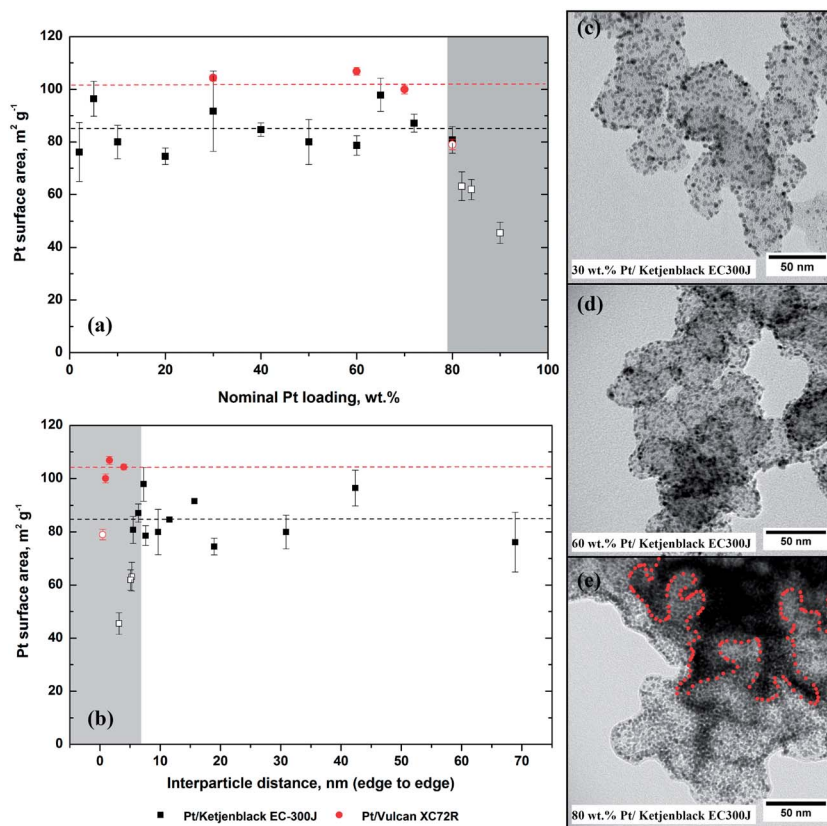 120
100
80
60
40
20
0
Pt surface area, m² g⁻¹
(a)
0 20 40 60 80 100
Nominal Pt loading, wt.%
120
100
80
60
40
20
0
Pt surface area, m² g⁻¹
(b)
0 10 20 30 40 50 60 70
Interparticle distance, nm (edge to edge)
Pt/Ketjenblack EC-300J Pt/Vulcan XC72R
(c)
30 wt.% Pt/ Ketjenblack EC300J
50 nm
(d)
60 wt.% Pt/ Ketjenblack EC300J
50 nm
(e)
80 wt.% Pt/ Ketjenblack EC300J
50 nm